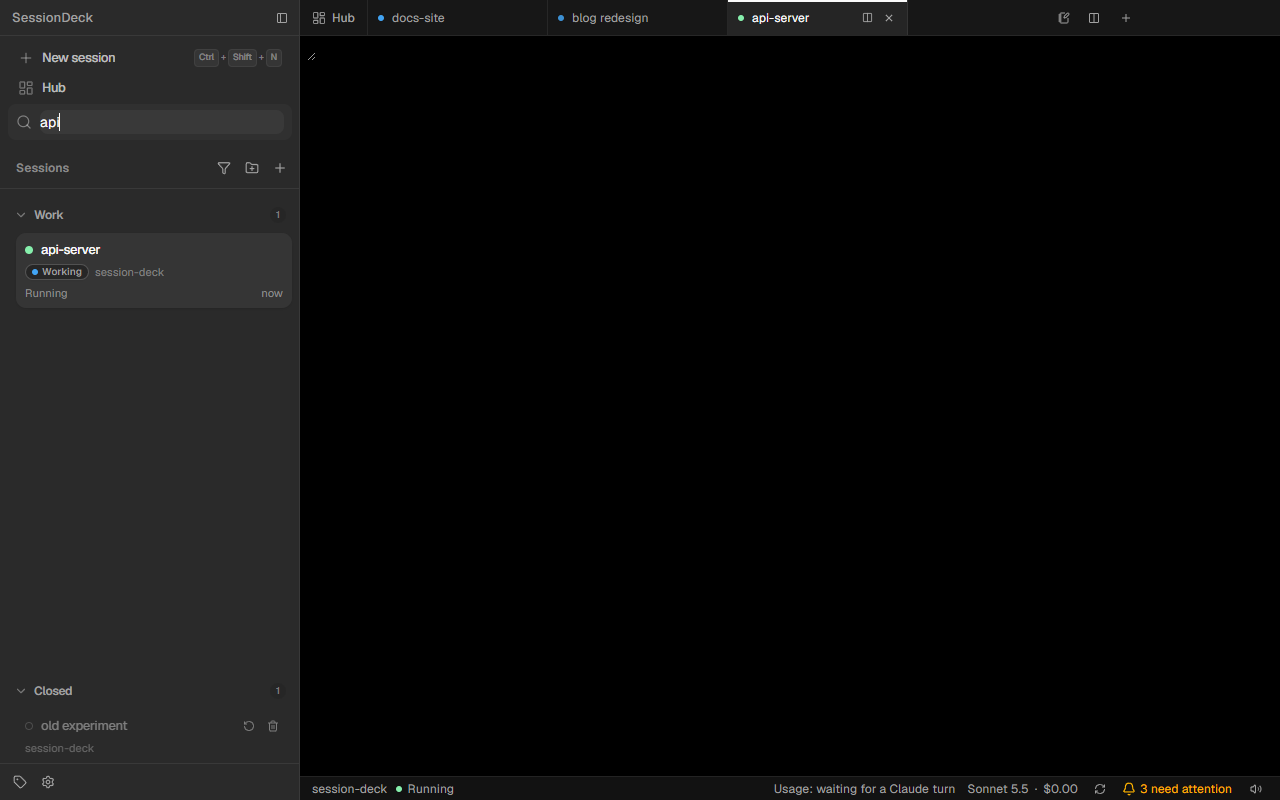 SessionDeck
New session Ctrl + Shift + N
Hub
api
Sessions
Work 1
api-server
Working session-deck
Running now
Closed 1
old experiment
session-deck
Hub docs-site blog redesign api-server
session-deck Running Usage: waiting for a Claude turn Sonnet 5.5 · $0.00 3 need attention